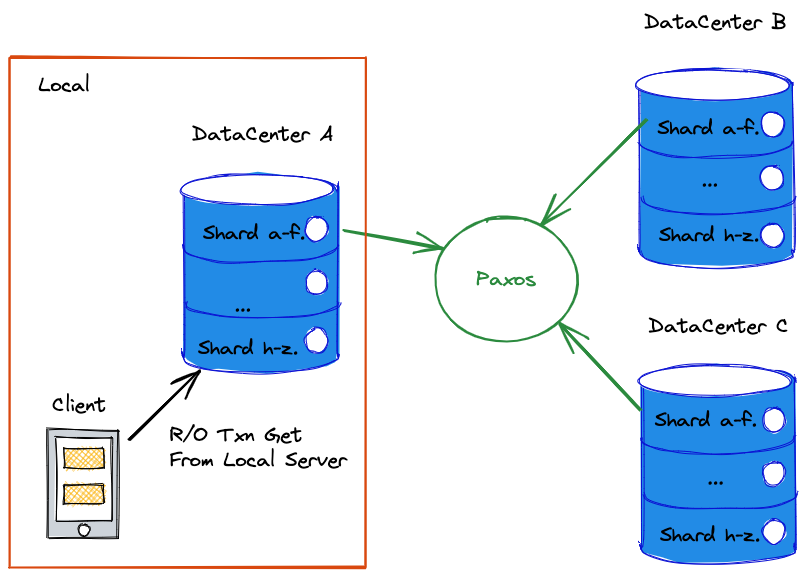 Local
DataCenter A
Shard a-f.
...
Shard h-z.
Client
R/O Txn Get
From Local Server
Paxos
DataCenter B
Shard a-f.
...
Shard h-z.
DataCenter C
Shard a-f.
...
Shard h-z.